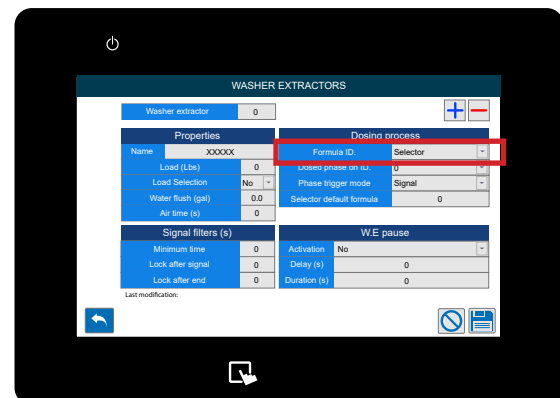 WASHER EXTRACTORS
Washer extractor 0
Properties
Name XXXXX
Load (Lbs) 0
Load Selection No
Water flush (gal) 0.0
Air time (s) 0
Dosing process
Formula ID. Selector
Dosed phase on ID. 0
Phase trigger mode Signal
Selector default formula 0
Signal filters (s)
Minimum time 0
Lock after signal 0
Lock after end 0
W.E pause
Activation No
Delay (s) 0
Duration (s) 0
Last modification: